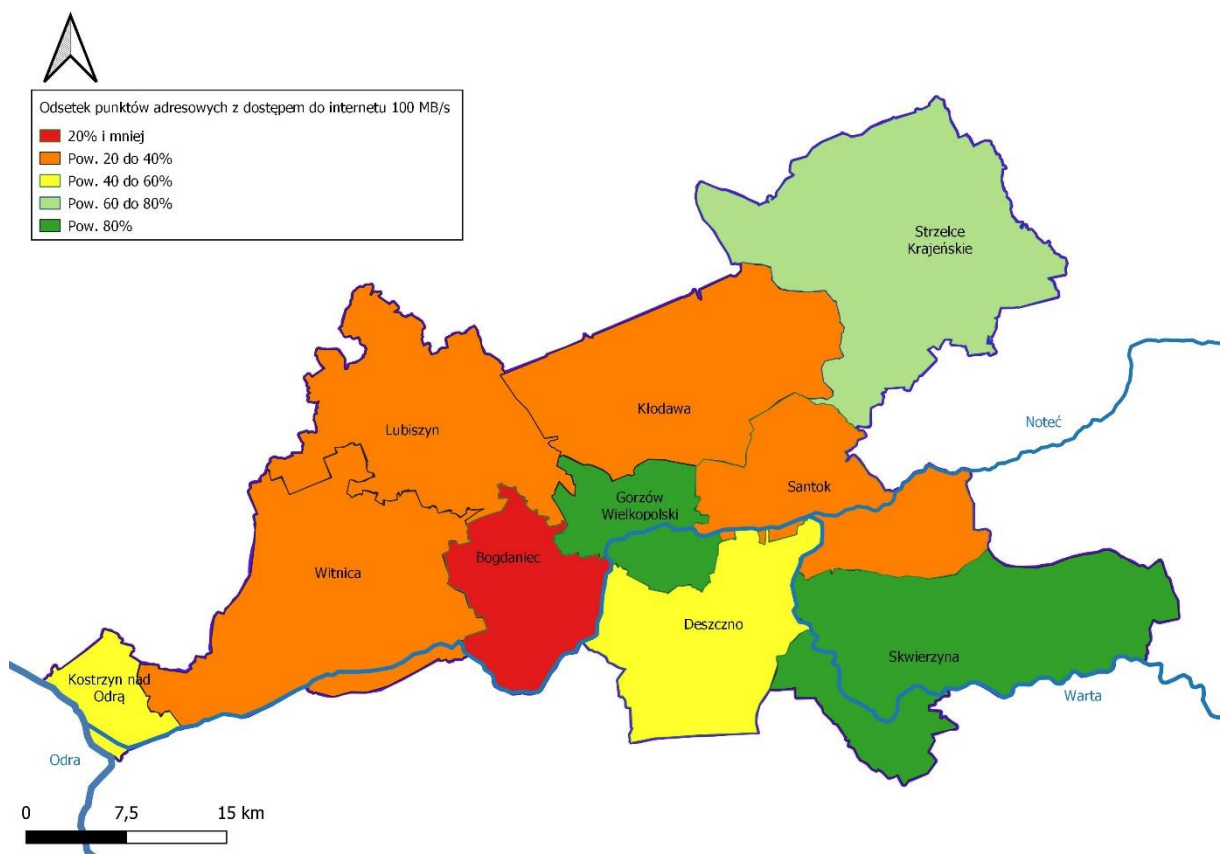 Odsetek punktów adresowych z dostępem do internetu 100 MB/s
20% i mniej
Pow. 20 do 40%
Pow. 40 do 60%
Pow. 60 do 80%
Pow. 80%
Strzelce
Krajeńskie
Kłodawa
Noteć
Lubiszyn
Santok
Gorzów
Wielkopolski
Bogdaniec
Witnica
Deszczno
Skwierzyna
Kostrzyn nad
Odrą
Warta
Odra
0 7,5 15 km